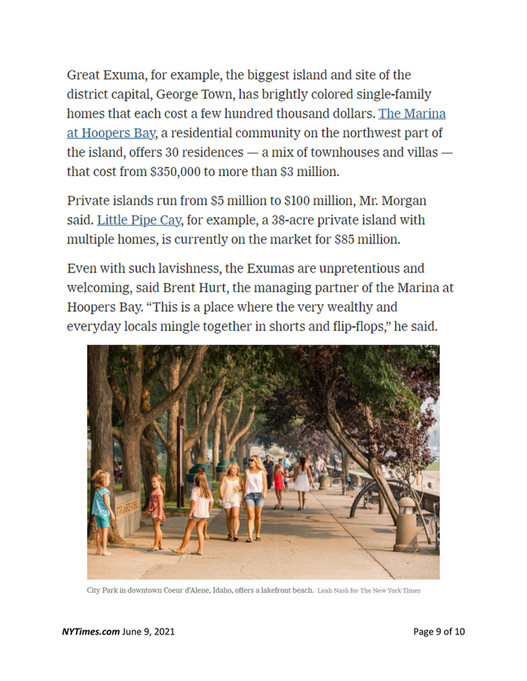 Great Exuma, for example, the biggest island and site of the
district capital, George Town, has brightly colored single-family
homes that each cost a few hundred thousand dollars. The Marina
at Hoopers Bay, a residential community on the northwest part of
the island, offers 30 residences — a mix of townhouses and villas —
that cost from $350,000 to more than $3 million.
Private islands run from $5 million to $100 million, Mr. Morgan
said. Little Pipe Cay, for example, a 38-acre private island with
multiple homes, is currently on the market for $85 million.
Even with such lavishness, the Exumas are unpretentious and
welcoming, said Brent Hurt, the managing partner of the Marina at
Hoopers Bay. “This is a place where the very wealthy and
everyday locals mingle together in shorts and flip-flops,” he said.
City Park in downtown Coeur d’Alene, Idaho, offers a lakefront beach. Leah Nash for The New York Times
NYTimes.com June 9, 2021 Page 9 of 10